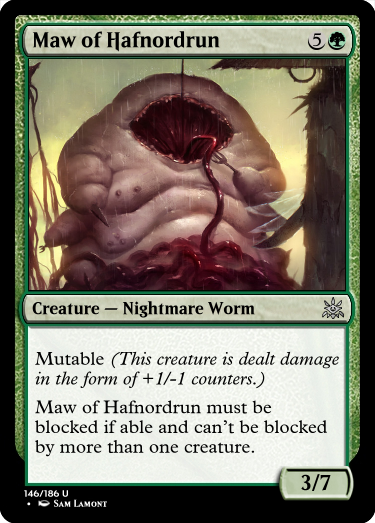 Maw of Hafnordrun 5
Creature — Nightmare Worm
Mutable (This creature is dealt damage
in the form of +1/-1 counters.)
Maw of Hafnordrun must be
blocked if able and can't be blocked
by more than one creature.
3/7
146/186 U
• Sam Lamont